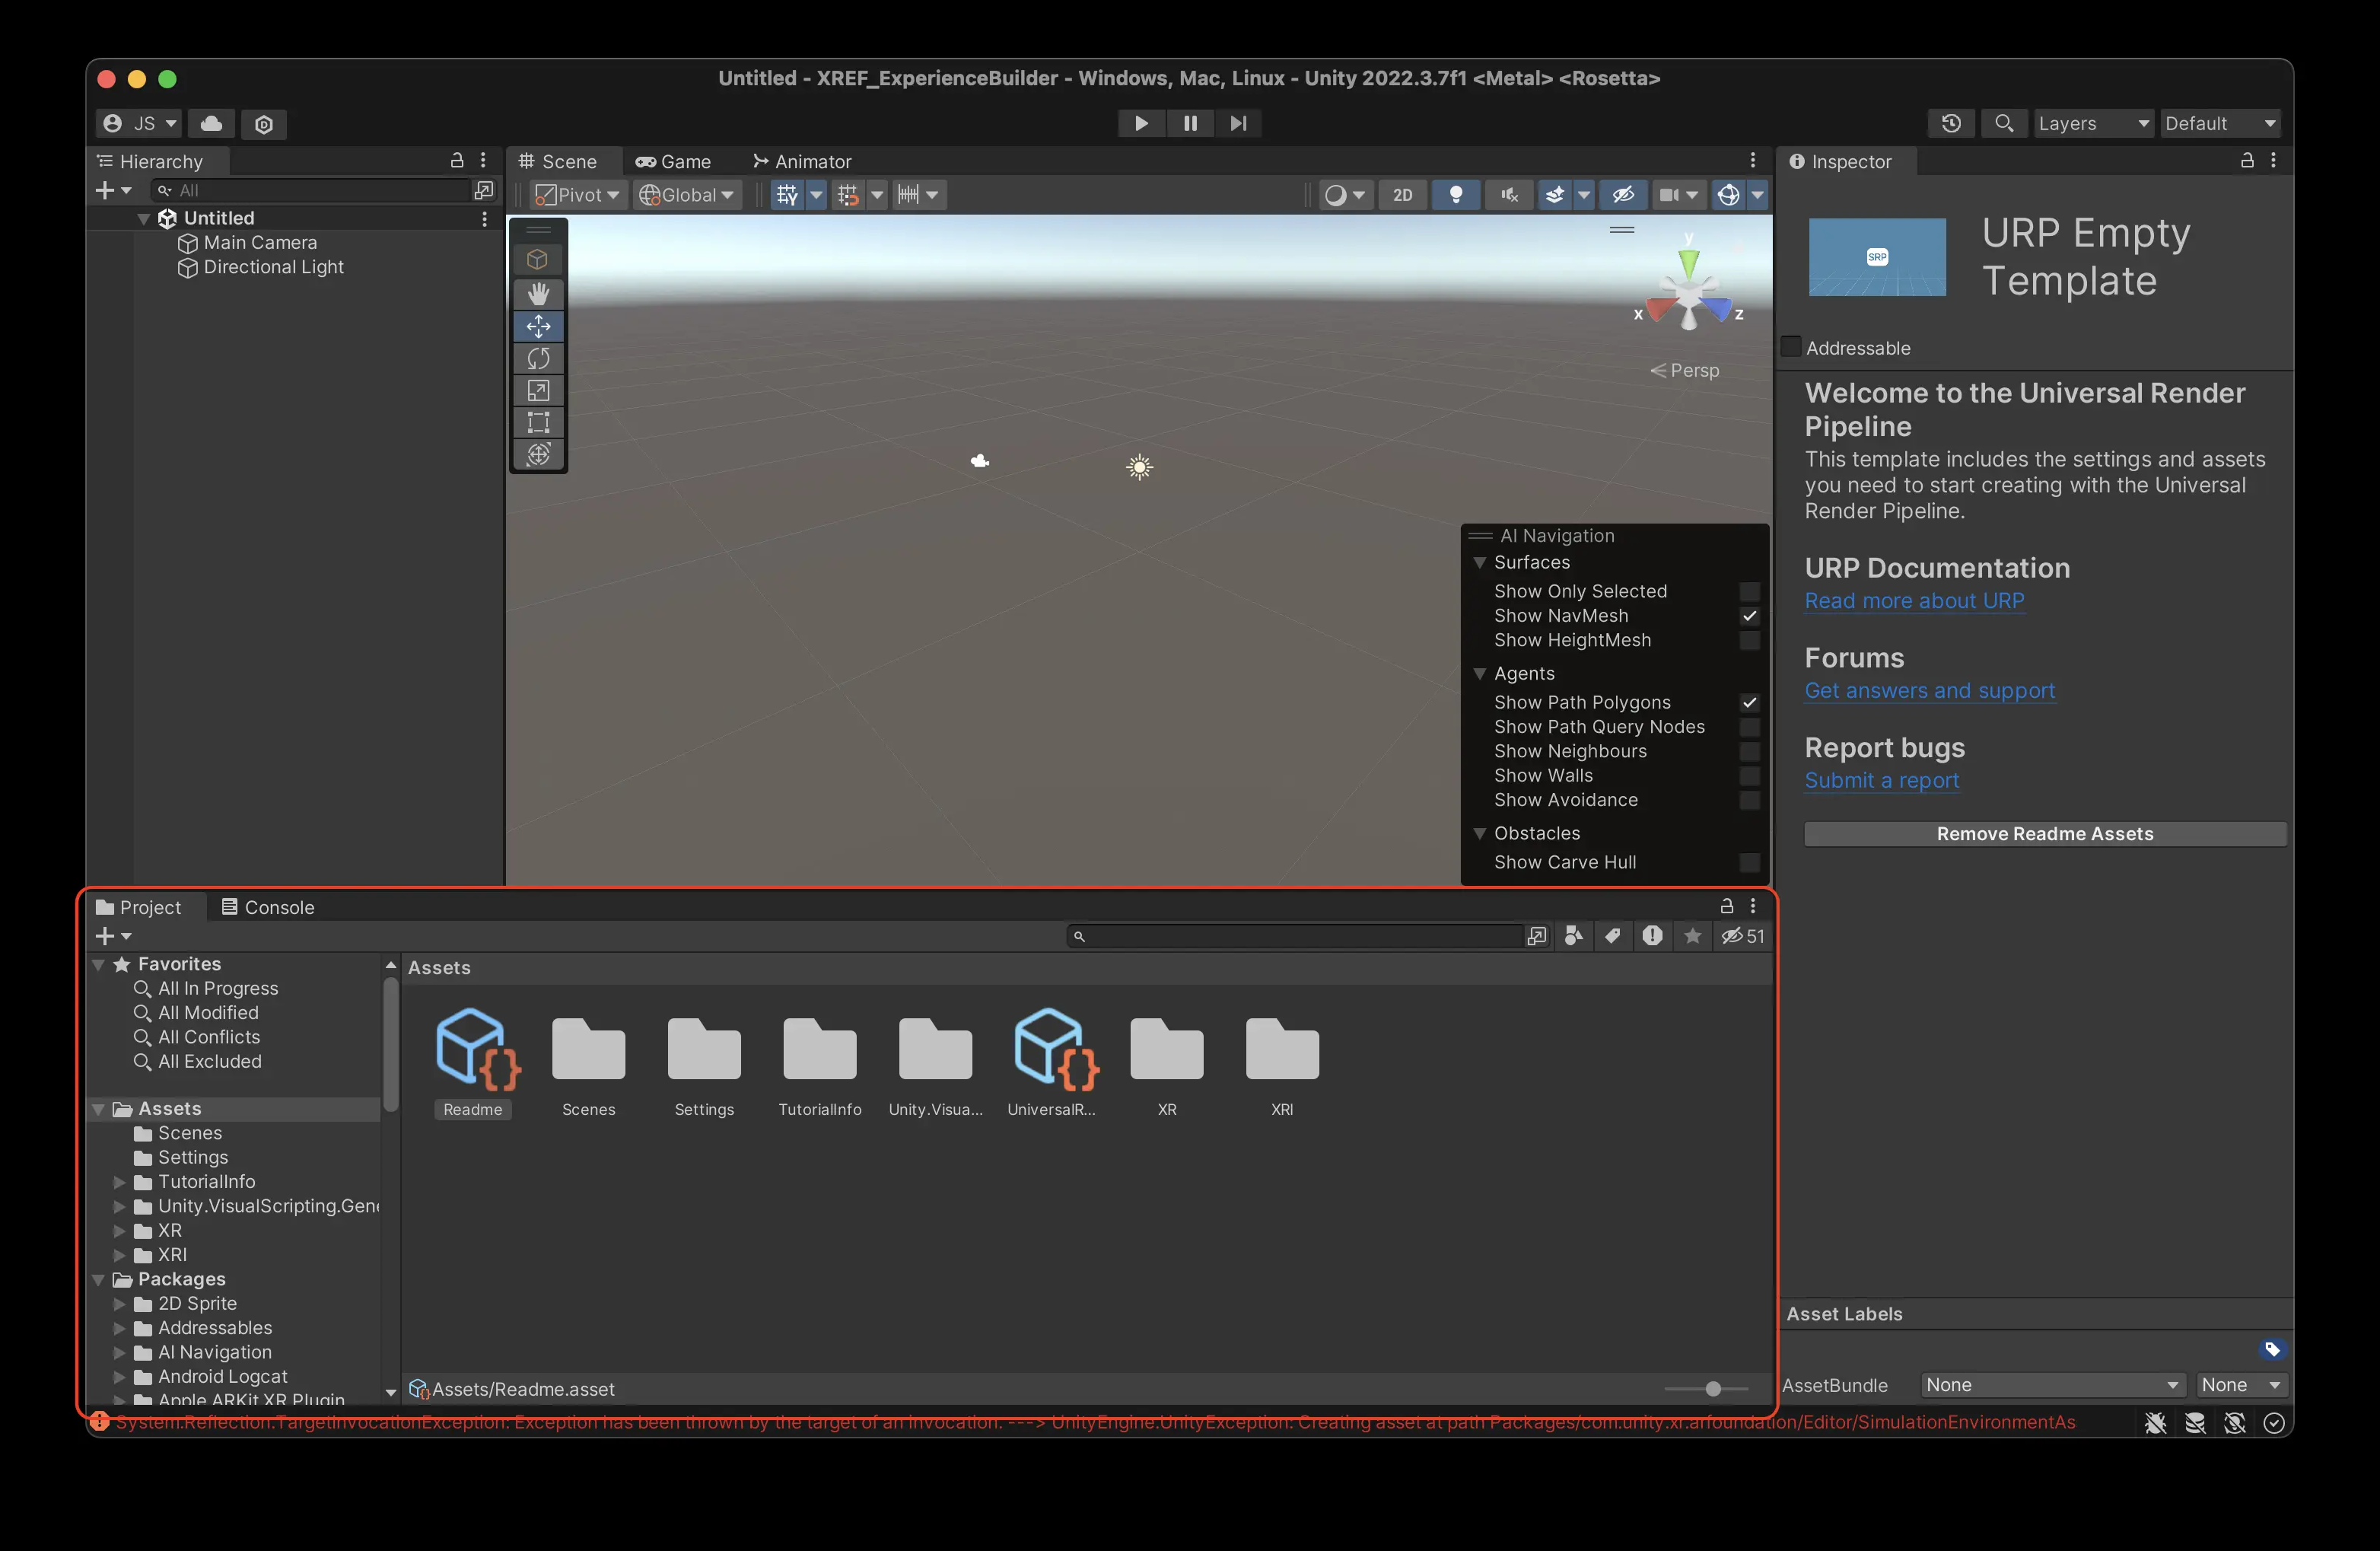 Untitled - XREF_ExperienceBuilder - Windows, Mac, Linux - Unity 2022.3.7f1 <Metal> <Rosetta>
JS
Layers
Default
Hierarchy
All
Untitled
Main Camera
Directional Light
Scene
Game
Animator
Pivot
Global
2D
y
x
z
Persp
AI Navigation
Surfaces
Show Only Selected
Show NavMesh
Show HeightMesh
Agents
Show Path Polygons
Show Path Query Nodes
Show Neighbours
Show Walls
Show Avoidance
Obstacles
Show Carve Hull
Inspector
SRP
URP Empty
Template
Addressable
Welcome to the Universal Render
Pipeline
This template includes the settings and assets
you need to start creating with the Universal
Render Pipeline.
URP Documentation
Read more about URP
Forums
Get answers and support
Report bugs
Submit a report
Remove Readme Assets
Project
Console
51
Favorites
All In Progress
All Modified
All Conflicts
All Excluded
Assets
Scenes
Settings
TutorialInfo
Unity.VisualScripting.Gene
XR
XRI
Packages
2D Sprite
Addressables
AI Navigation
Android Logcat
Apple ARKit XR Plugin
Assets
Readme
Scenes
Settings
TutorialInfo
Unity.Visua...
UniversalR...
XR
XRI
Assets/Readme.asset
Asset Labels
AssetBundle
None
None
System.Reflection.TargetInvocationException: Exception has been thrown by the target of an invocation. ---> UnityEngine.UnityException: Creating asset at path Packages/com.unity.xr.arfoundation/Editor/SimulationEnvironmentAs